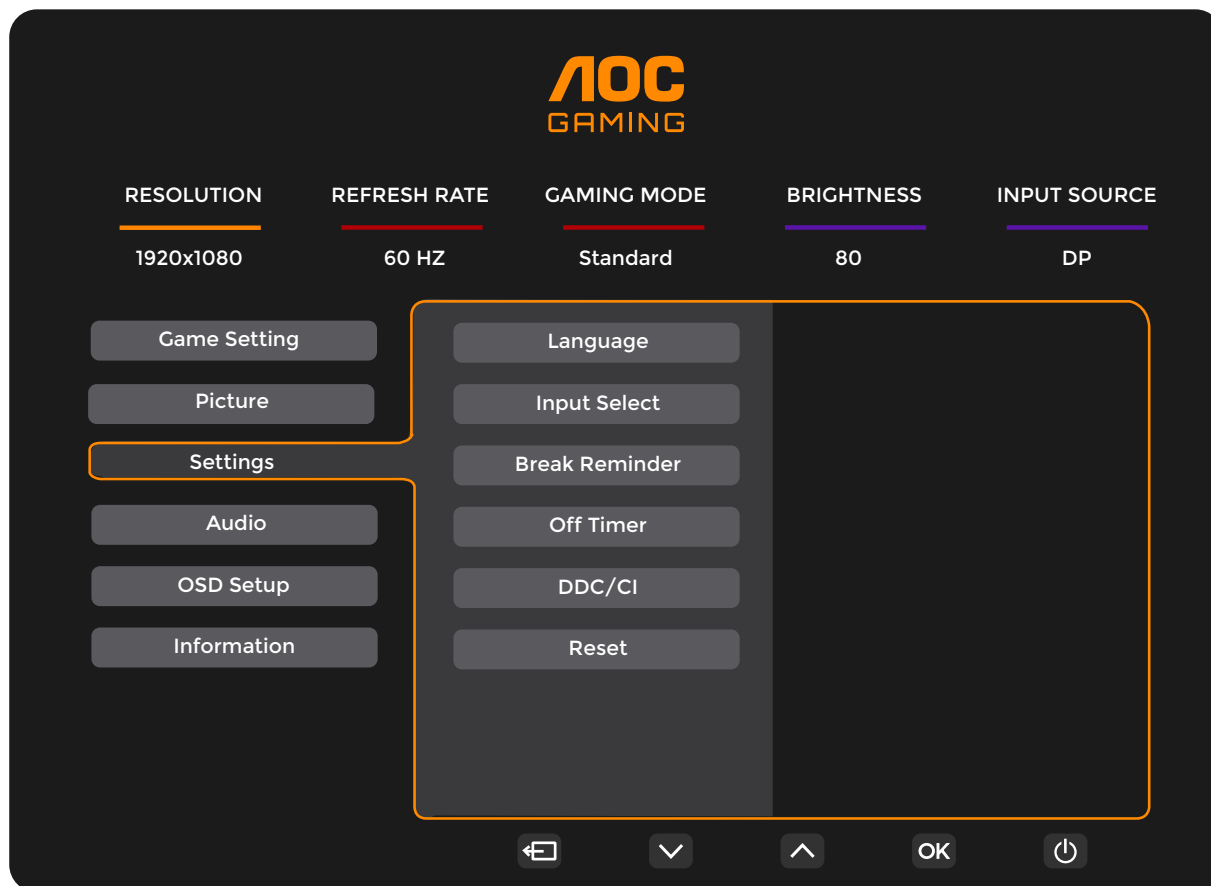 AOC
GAMING
RESOLUTION REFRESH RATE GAMING MODE BRIGHTNESS INPUT SOURCE
1920x1080 60 HZ Standard 80 DP
Game Setting Language
Picture Input Select
Settings Break Reminder
Audio Off Timer
OSD Setup DDC/CI
Information Reset
OK